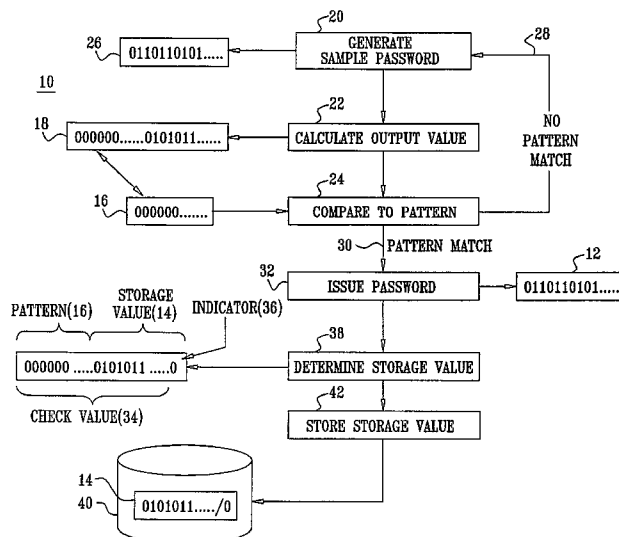 20
26
0110110101.....
GENERATE
SAMPLE PASSWORD
28
10
22
18
000000......0101011......
CALCULATE OUTPUT VALUE
NO
PATTERN
MATCH
24
16
000000.......
COMPARE TO PATTERN
30
PATTERN MATCH
32
12
ISSUE PASSWORD
0110110101.....
STORAGE
PATTERN(16)
VALUE(14)
INDICATOR(36)
38
000000 .....0101011 .....0
DETERMINE STORAGE VALUE
CHECK VALUE(34)
42
STORE STORAGE VALUE
14
40
0101011...../0